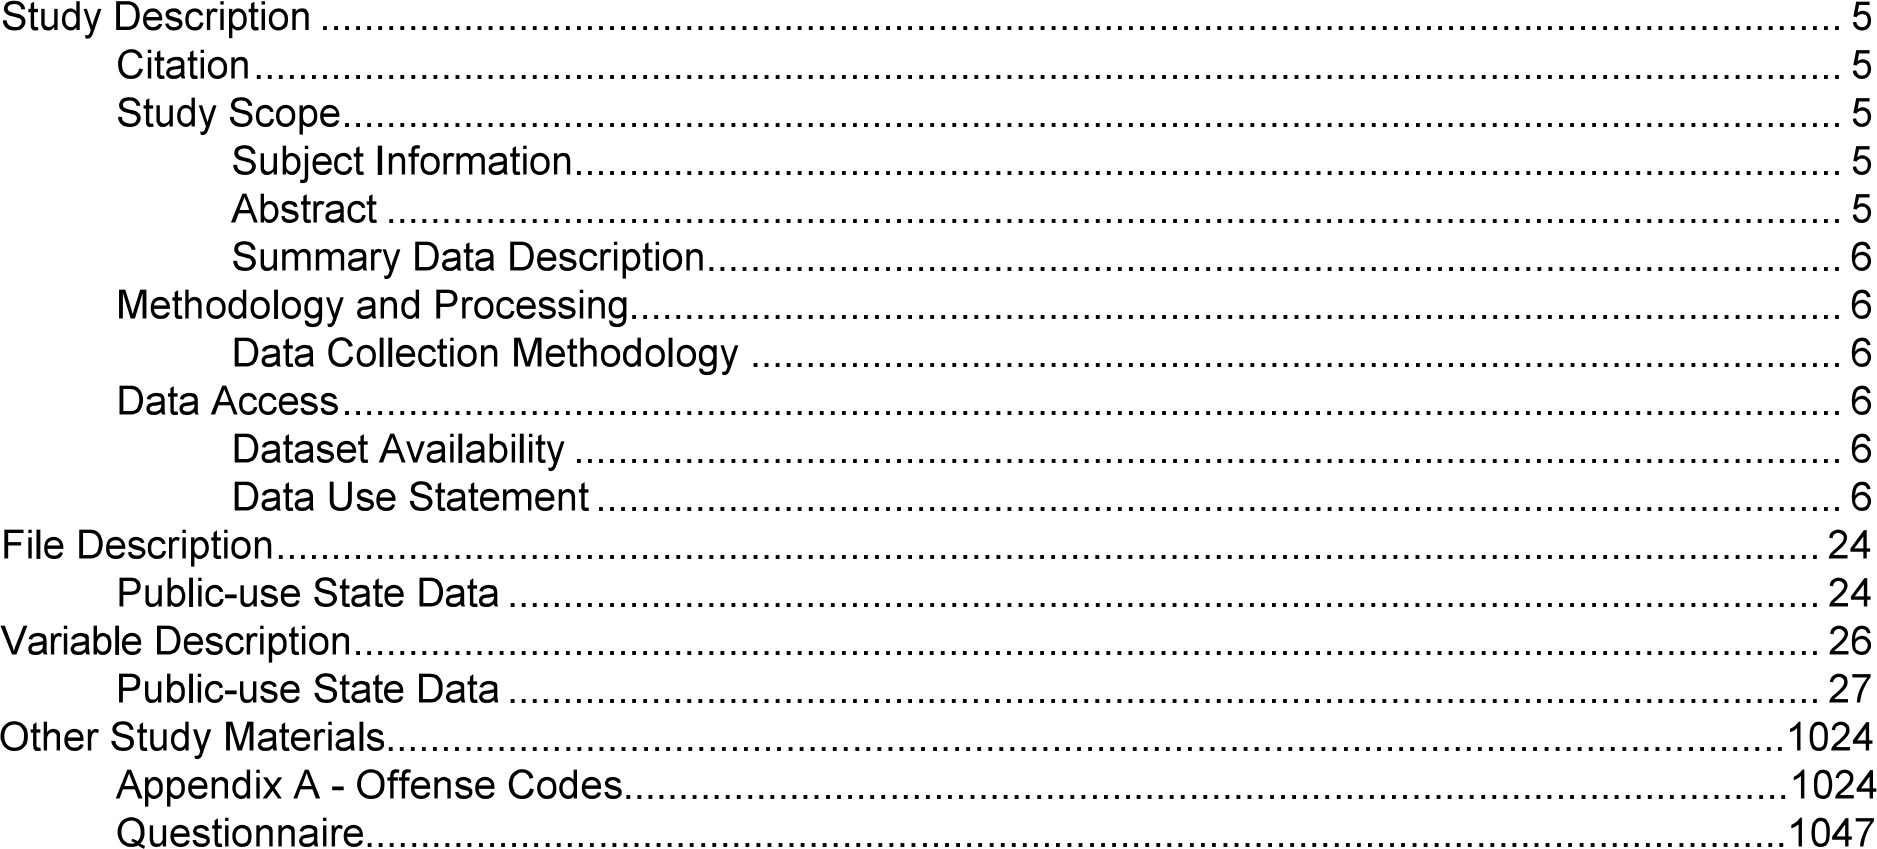 Study Description ........ 5
Citation ........ 5
Study Scope ........ 5
Subject Information ........ 5
Abstract ........ 5
Summary Data Description ........ 6
Methodology and Processing ........ 6
Data Collection Methodology ........ 6
Data Access ........ 6
Dataset Availability ........ 6
Data Use Statement ........ 6
File Description ........ 24
Public-use State Data ........ 24
Variable Description ........ 26
Public-use State Data ........ 27
Other Study Materials ........ 1024
Appendix A - Offense Codes ........ 1024
Questionnaire ........ 1047